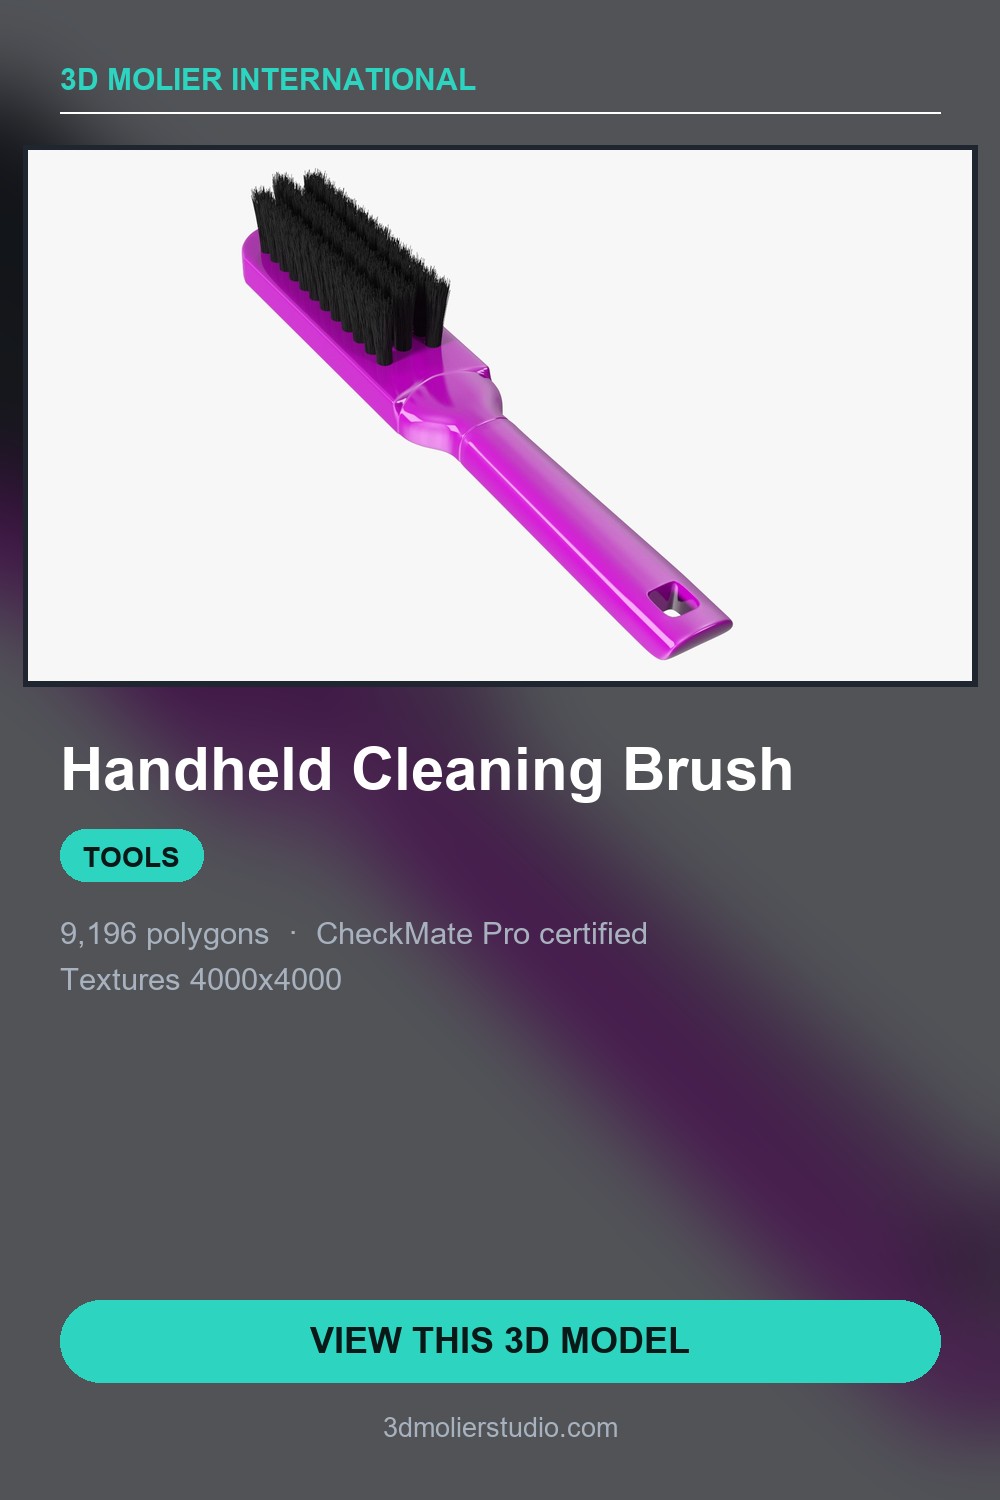 3D MOLIER INTERNATIONAL
Handheld Cleaning Brush
TOOLS
9,196 polygons · CheckMate Pro certified
Textures 4000x4000
VIEW THIS 3D MODEL
3dmolierstudio.com